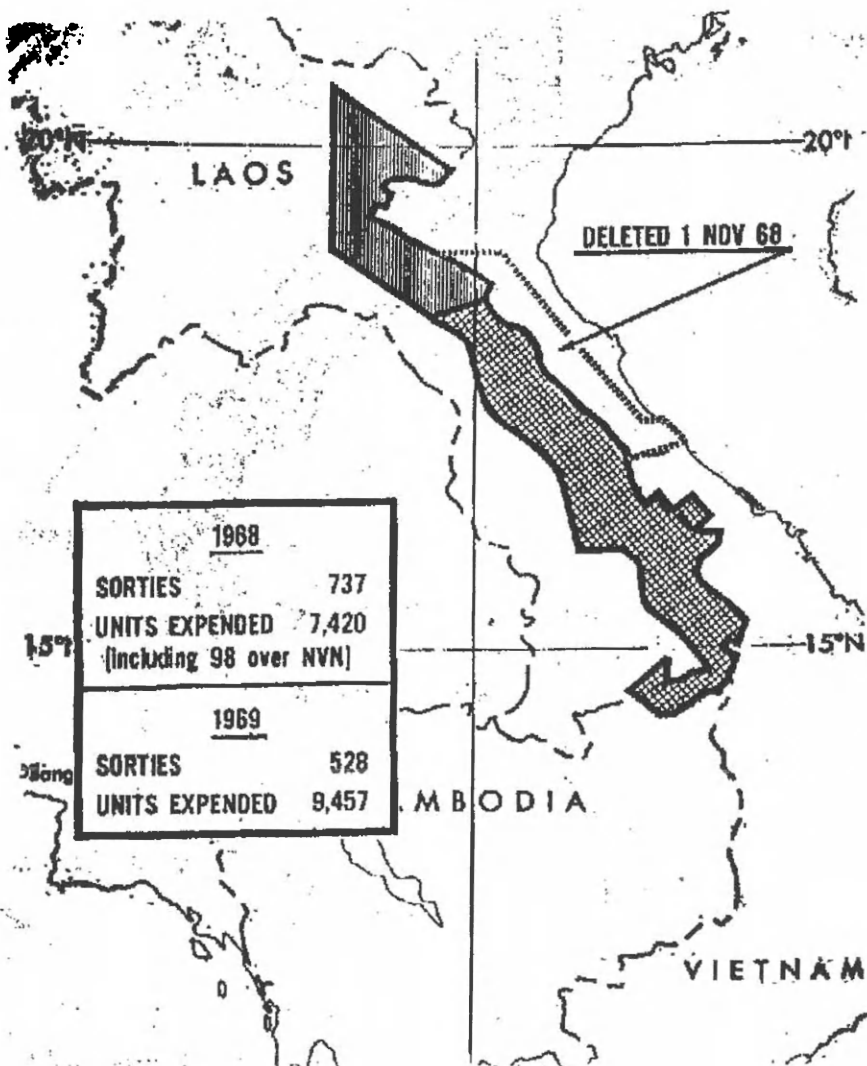 20°N
20°
LAOS
DELETED 1 NOV 68
1968
SORTIES 737
UNITS EXPENDED 7,420
(including 98 over NVN)
15°
15°N
1969
SORTIES 528
UNITS EXPENDED 9,457
MBODIA
VIETNAM